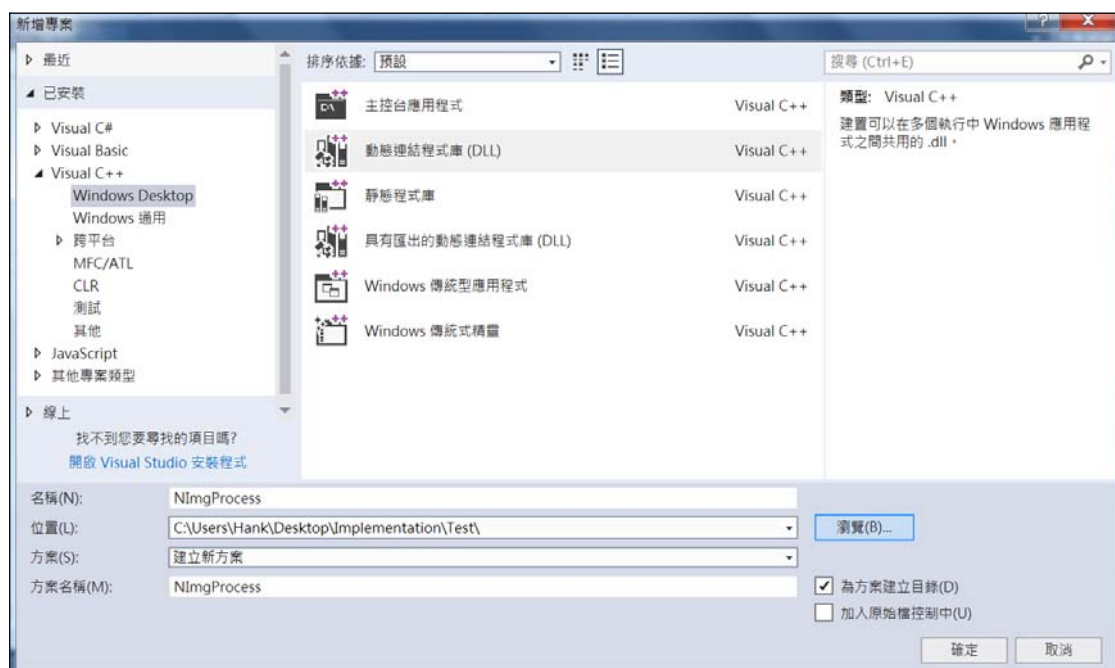 新增專案
最近
已安裝
Visual C#
Visual Basic
Visual C++
Windows Desktop
Windows 通用
跨平台
MFC/ATL
CLR
測試
其他
JavaScript
其他專案類型
線上
找不到您要尋找的項目嗎?
開啟 Visual Studio 安裝程式
排序依據: 預設
主控台應用程式 Visual C++
動態連結程式庫 (DLL) Visual C++
靜態程式庫 Visual C++
具有匯出的動態連結程式庫 (DLL) Visual C++
Windows 傳統型應用程式 Visual C++
Windows 傳統式精靈 Visual C++
搜尋 (Ctrl+E)
類型: Visual C++
建置可以在多個執行中 Windows 應用程
式之間共用的 .dll。
名稱(N): NImgProcess
位置(L): C:\Users\Hank\Desktop\Implementation\Test\ 瀏覽(B)...
方案(S): 建立新方案
方案名稱(M): NImgProcess
為方案建立目錄(D)
加入原始檔控制中(U)
確定 取消